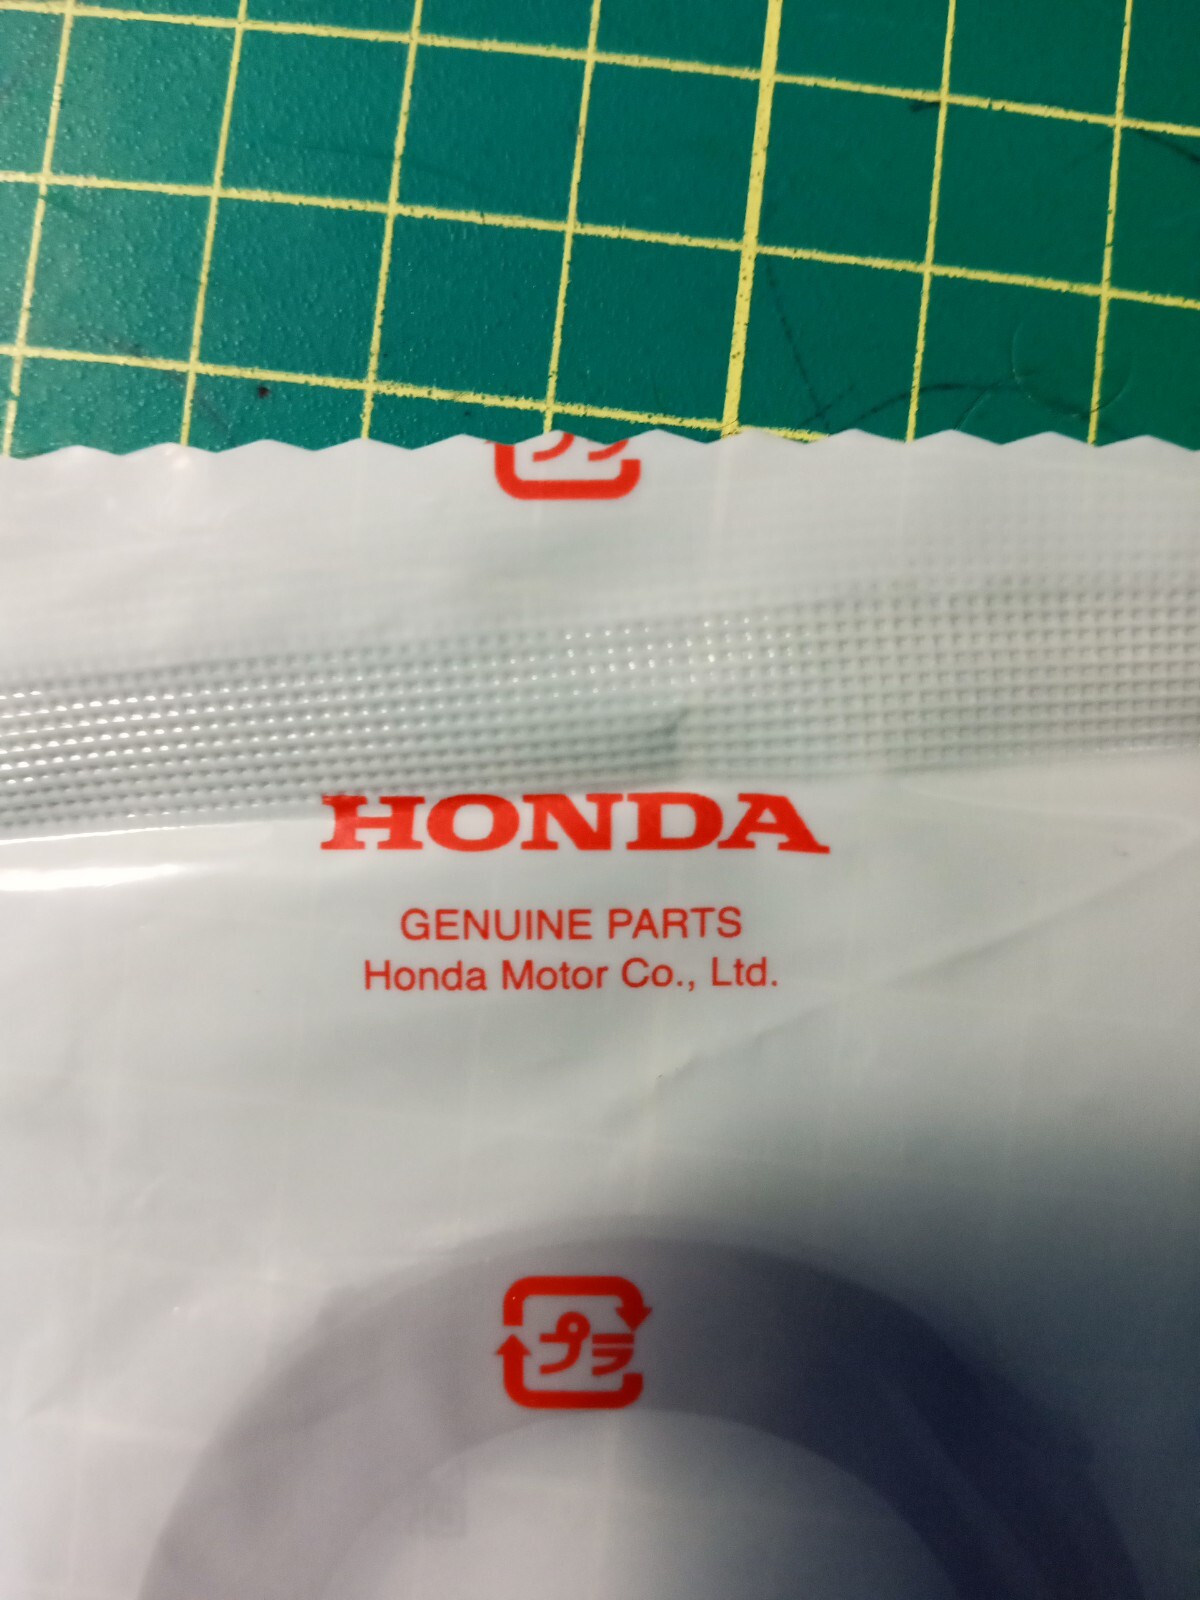 HONDA
GENUINE PARTS
Honda Motor Co., Ltd.
プラ